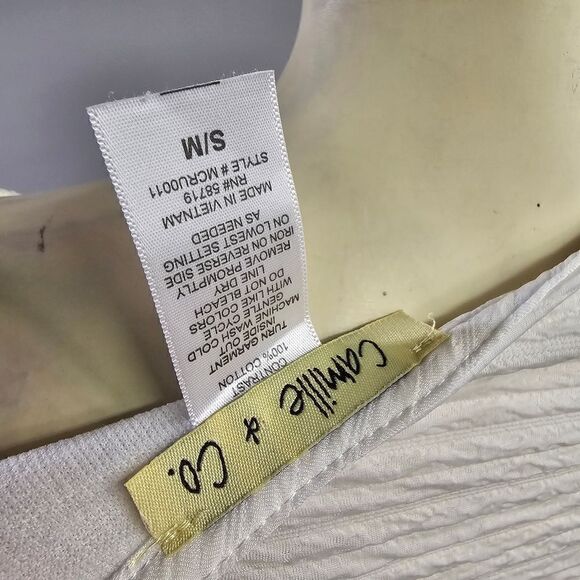 CONTRAST
100% COTTON
TURN GARMENT
INSIDE OUT
MACHINE WASH COLD
GENLE CYCLE
WITH LIKE COLORS
DO NOT BLEACH
LINE DRY
REMOVE PROMPTLY
IRON ON REVERSE SIDE
ON LOWEST SETTING
AS NEEDED
MADE IN VIETNAM
RN# 58719
STYLE # MCRU0011
S/M
Camille & Co.